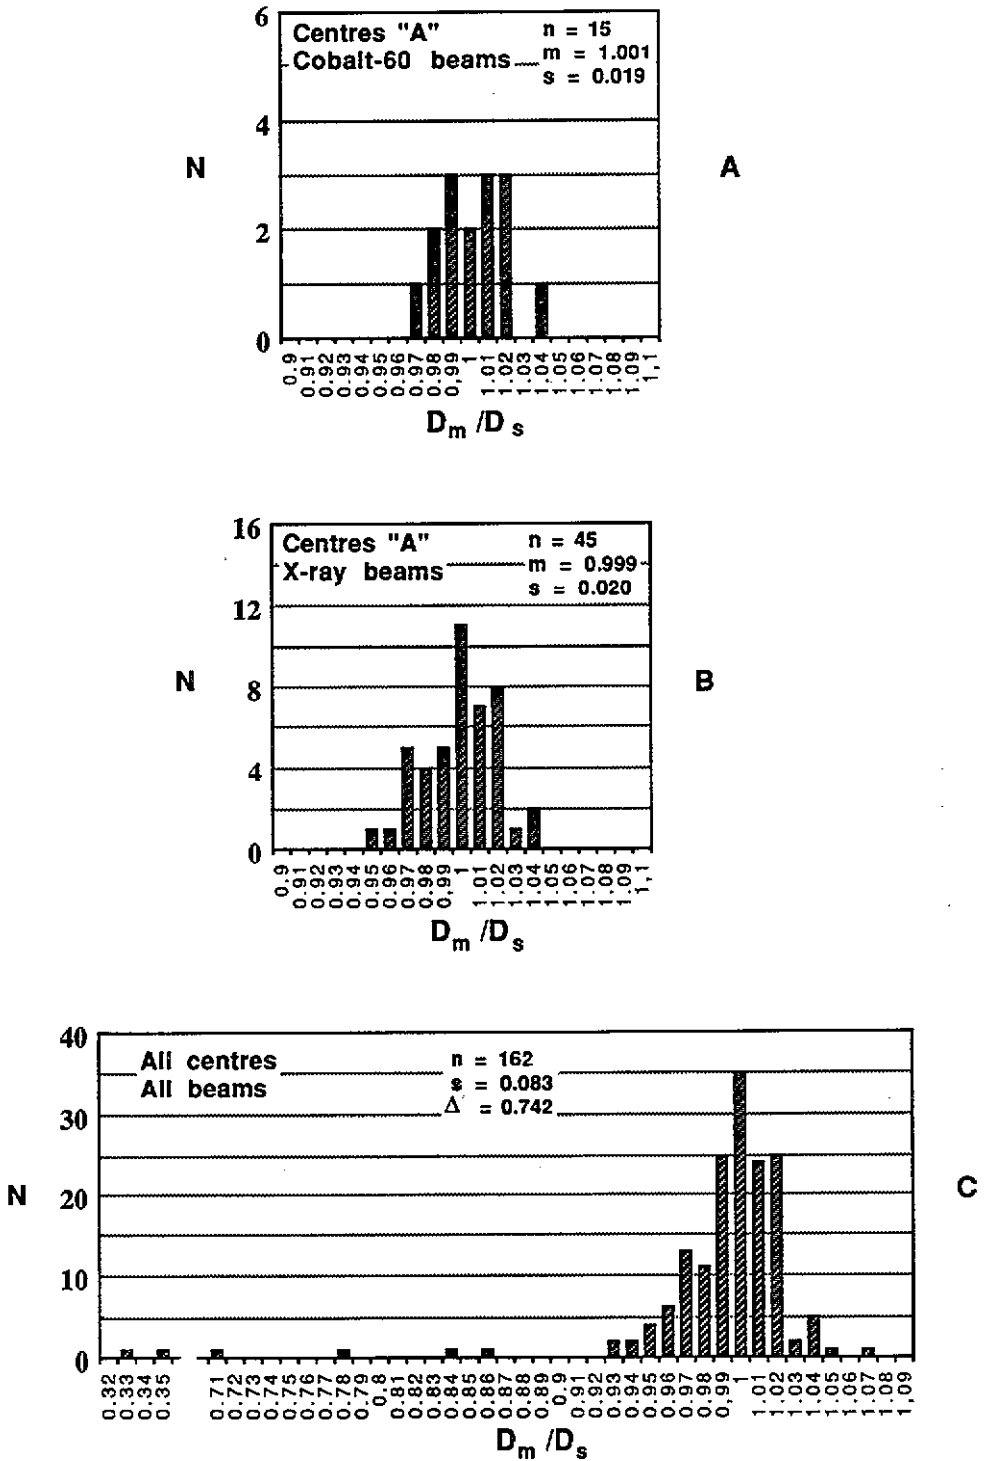 6
Centres "A" n = 15
Cobalt-60 beams m = 1.001
s = 0.019
4
N A
2
0
0.9 0.91 0.92 0.93 0.94 0.95 0.96 0.97 0.98 0,99 1 1.01 1.02 1.03 1.04 1.05 1.06 1.07 1.08 1.09 1,1
Dm /Ds
16
Centres "A" n = 45
X-ray beams m = 0.999
s = 0.020
12
N B
8
4
0
0.9 0.91 0.92 0.93 0.94 0.95 0.96 0.97 0.98 0,99 1 1.01 1.02 1.03 1.04 1.05 1.06 1.07 1.08 1.09 1,1
Dm /Ds
40
All centres n = 162
All beams s = 0.083
Δ = 0.742
30
N C
20
10
0
0.32 0.33 0.34 0.35 0.71 0.72 0.73 0.74 0.75 0.76 0.77 0.78 0.79 0.8 0.81 0.82 0.83 0.84 0.86 0.87 0.88 0.89 0.9 0.91 0.92 0.93 0.94 0.95 0.96 0.97 0.98 0,99 1 1.01 1.02 1.03 1.04 1.05 1.06 1.07 1.08 1,09
Dm/Ds